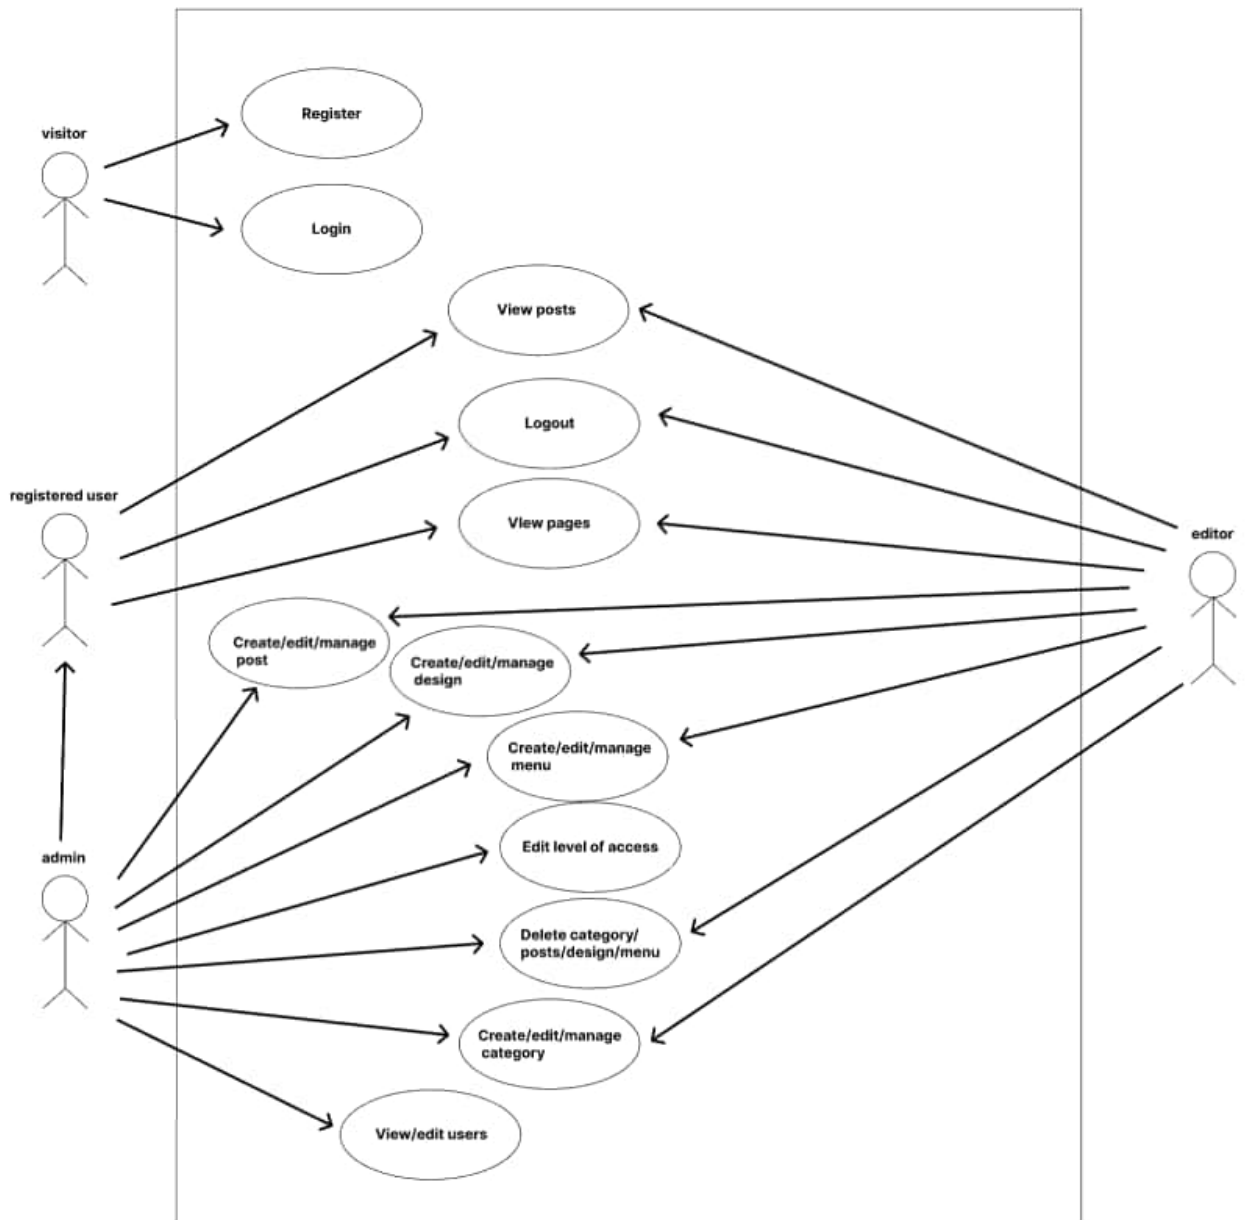 Register
visitor
Login
View posts
Logout
registered user
VIew pages
editor
Create/edit/manage
post
Create/edit/manage
design
Create/edit/manage
menu
Edit level of access
admin
Delete category/
posts/design/menu
Create/edit/manage
category
View/edit users